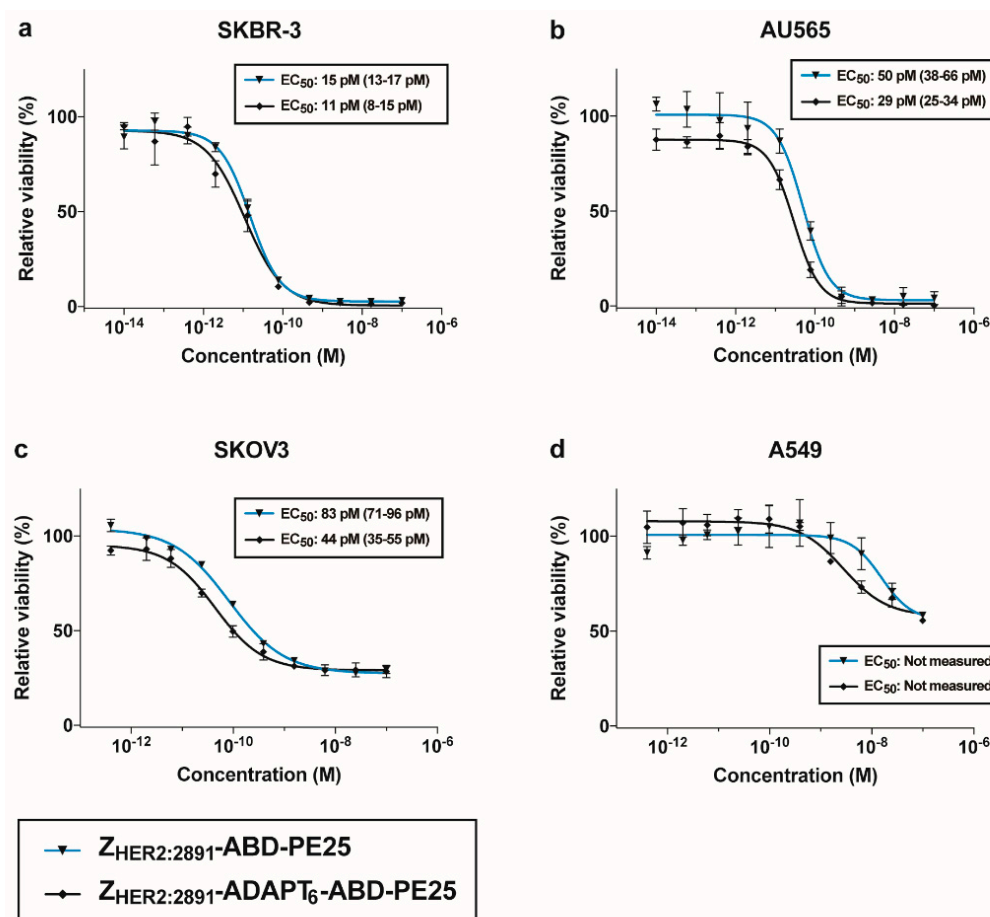 a
SKBR-3
EC50: 15 pM (13-17 pM)
EC50: 11 pM (8-15 pM)
Relative viability (%)
100
50
0
10-14
10-12
10-10
10-8
10-6
Concentration (M)
b
AU565
EC50: 50 pM (38-66 pM)
EC50: 29 pM (25-34 pM)
Relative viability (%)
100
50
0
10-14
10-12
10-10
10-8
10-6
Concentration (M)
c
SKOV3
EC50: 83 pM (71-96 pM)
EC50: 44 pM (35-55 pM)
Relative viability (%)
100
50
0
10-12
10-10
10-8
10-6
Concentration (M)
d
A549
Relative viability (%)
100
50
0
EC50: Not measured
EC50: Not measured
10-12
10-10
10-8
10-6
Concentration (M)
ZHER2:2891-ABD-PE25
ZHER2:2891-ADAPT6-ABD-PE25